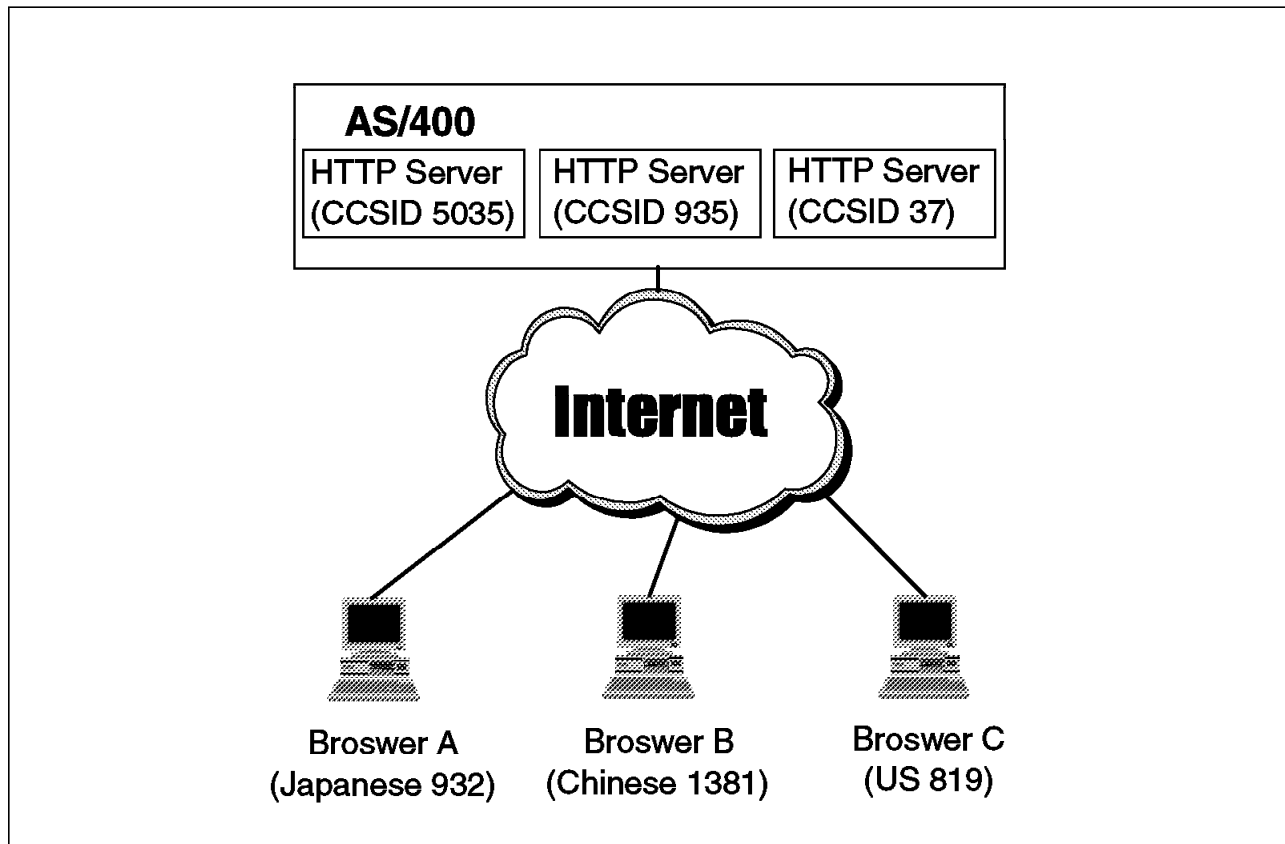 AS/400
HTTP Server
(CCSID 5035)
HTTP Server
(CCSID 935)
HTTP Server
(CCSID 37)
Internet
Broswer A
(Japanese 932)
Broswer B
(Chinese 1381)
Broswer C
(US 819)